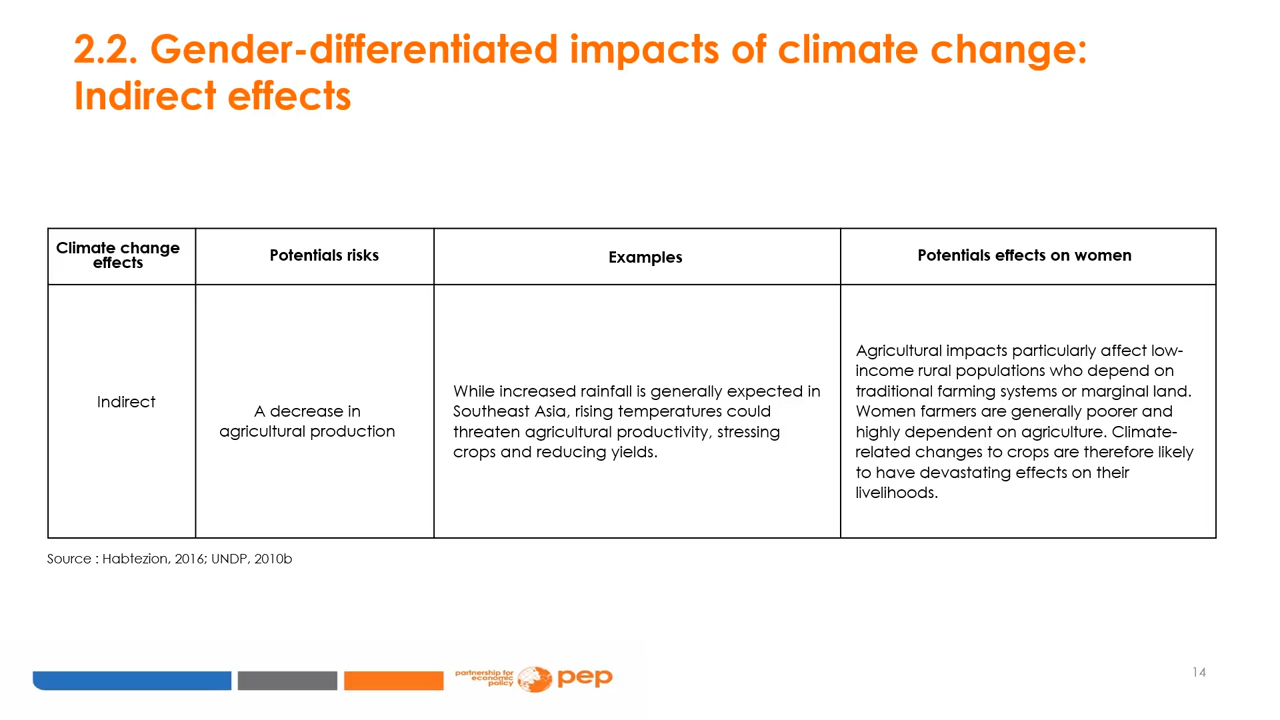 2.2. Gender-differentiated impacts of climate change:
Indirect effects
Climate change
effects
Potentials risks
Examples
Potentials effects on women
Indirect
A decrease in
agricultural production
While increased rainfall is generally expected in
Southeast Asia, rising temperatures could
threaten agricultural productivity, stressing
crops and reducing yields.
Agricultural impacts particularly affect low-
income rural populations who depend on
traditional farming systems or marginal land.
Women farmers are generally poorer and
highly dependent on agriculture. Climate-
related changes to crops are therefore likely
to have devastating effects on their
livelihoods.
Source : Habtezion, 2016; UNDP, 2010b
partnership for
economic
policy
pep
14